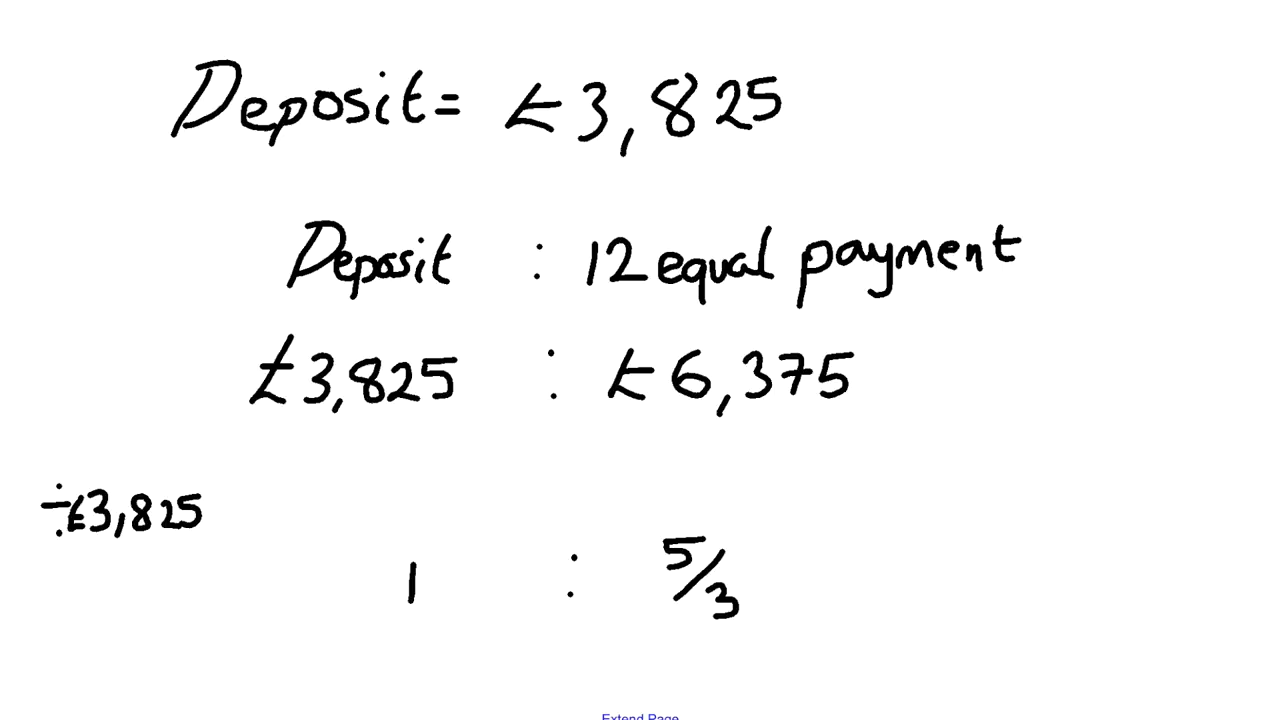 Deposit = £3,825
Deposit : 12 equal payment
£3,825 : £6,375
÷£3,825
1 : 5/3
Extend Page